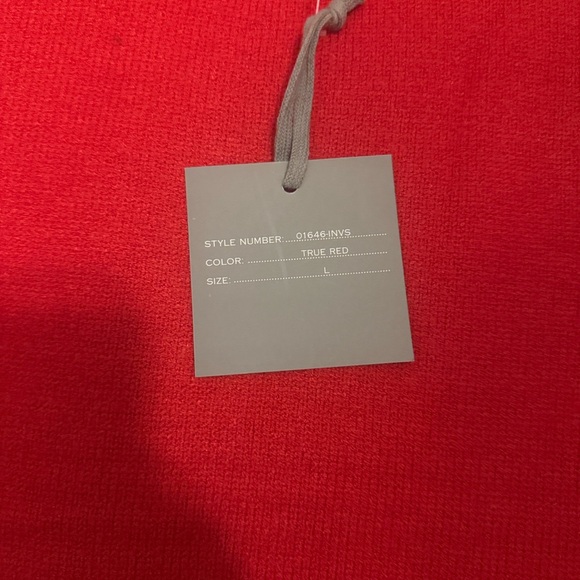 STYLE NUMBER: 01646-INVS
COLOR: TRUE RED
SIZE: L